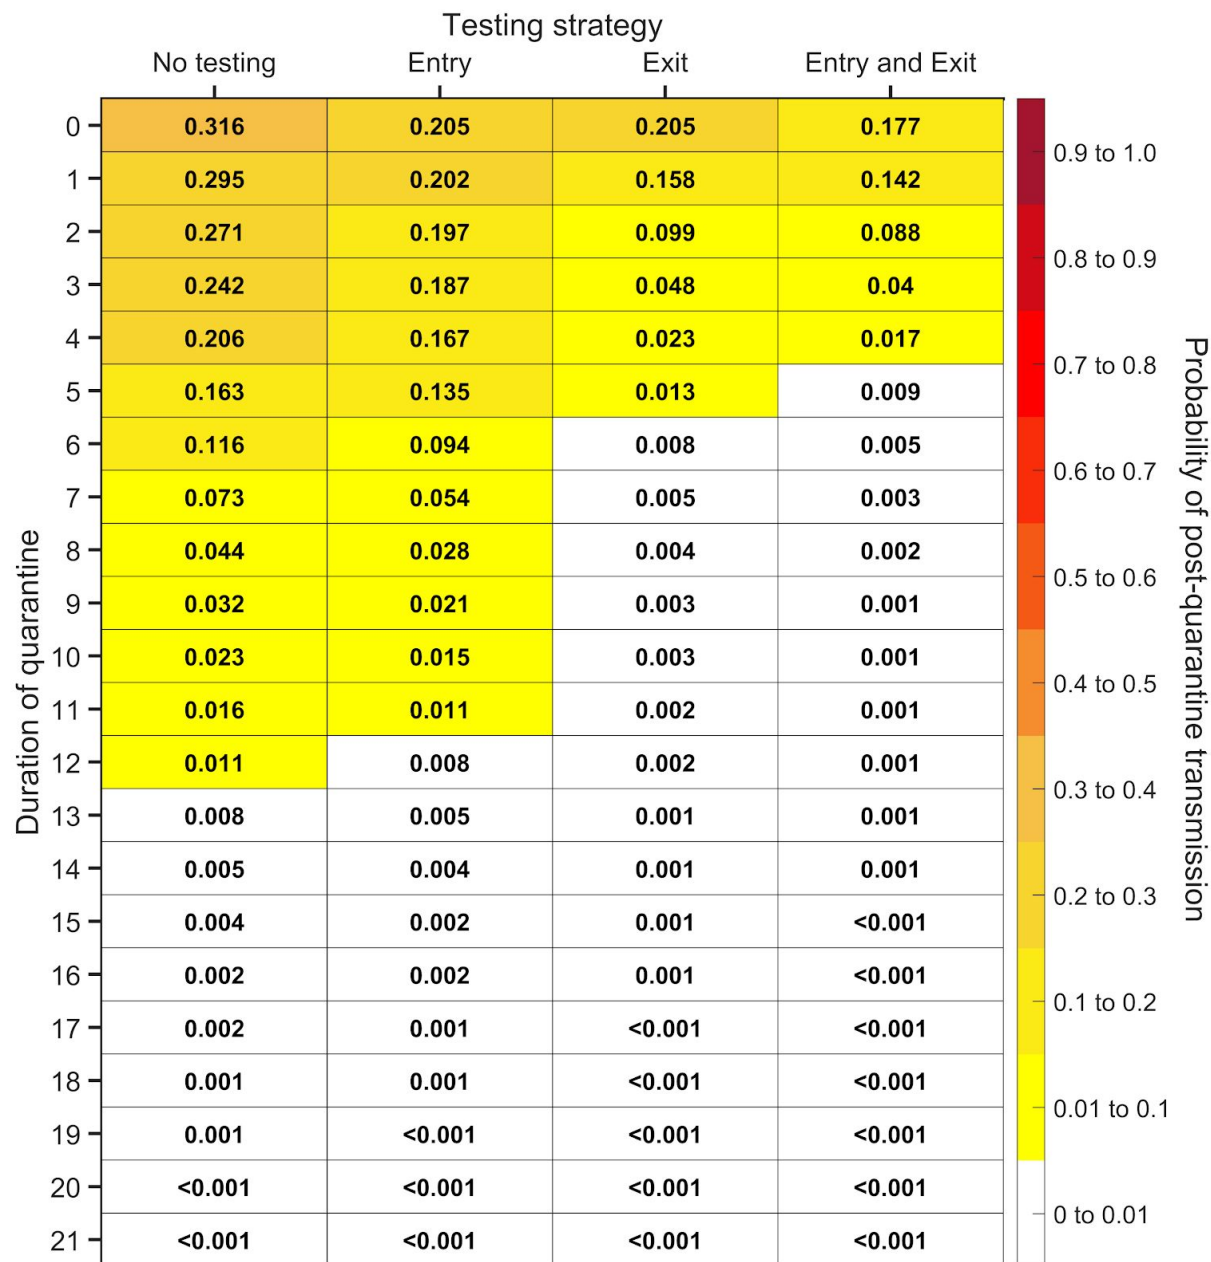 Testing strategy
No testing Entry Exit Entry and Exit
0 0.316 0.205 0.205 0.177
1 0.295 0.202 0.158 0.142
2 0.271 0.197 0.099 0.088
3 0.242 0.187 0.048 0.04
4 0.206 0.167 0.023 0.017
5 0.163 0.135 0.013 0.009
6 0.116 0.094 0.008 0.005
7 0.073 0.054 0.005 0.003
8 0.044 0.028 0.004 0.002
9 0.032 0.021 0.003 0.001
10 0.023 0.015 0.003 0.001
11 0.016 0.011 0.002 0.001
12 0.011 0.008 0.002 0.001
13 0.008 0.005 0.001 0.001
14 0.005 0.004 0.001 0.001
15 0.004 0.002 0.001 <0.001
16 0.002 0.002 0.001 <0.001
17 0.002 0.001 <0.001 <0.001
18 0.001 0.001 <0.001 <0.001
19 0.001 <0.001 <0.001 <0.001
20 <0.001 <0.001 <0.001 <0.001
21 <0.001 <0.001 <0.001 <0.001
Duration of quarantine
0.9 to 1.0
0.8 to 0.9
0.7 to 0.8
0.6 to 0.7
0.5 to 0.6
0.4 to 0.5
0.3 to 0.4
0.2 to 0.3
0.1 to 0.2
0.01 to 0.1
0 to 0.01
Probability of post-quarantine transmission